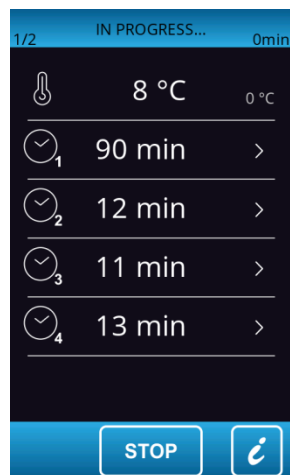 IN PROGRESS...
1/2 0min
8 °C 0 °C
1 90 min >
2 12 min >
3 11 min >
4 13 min >
STOP i